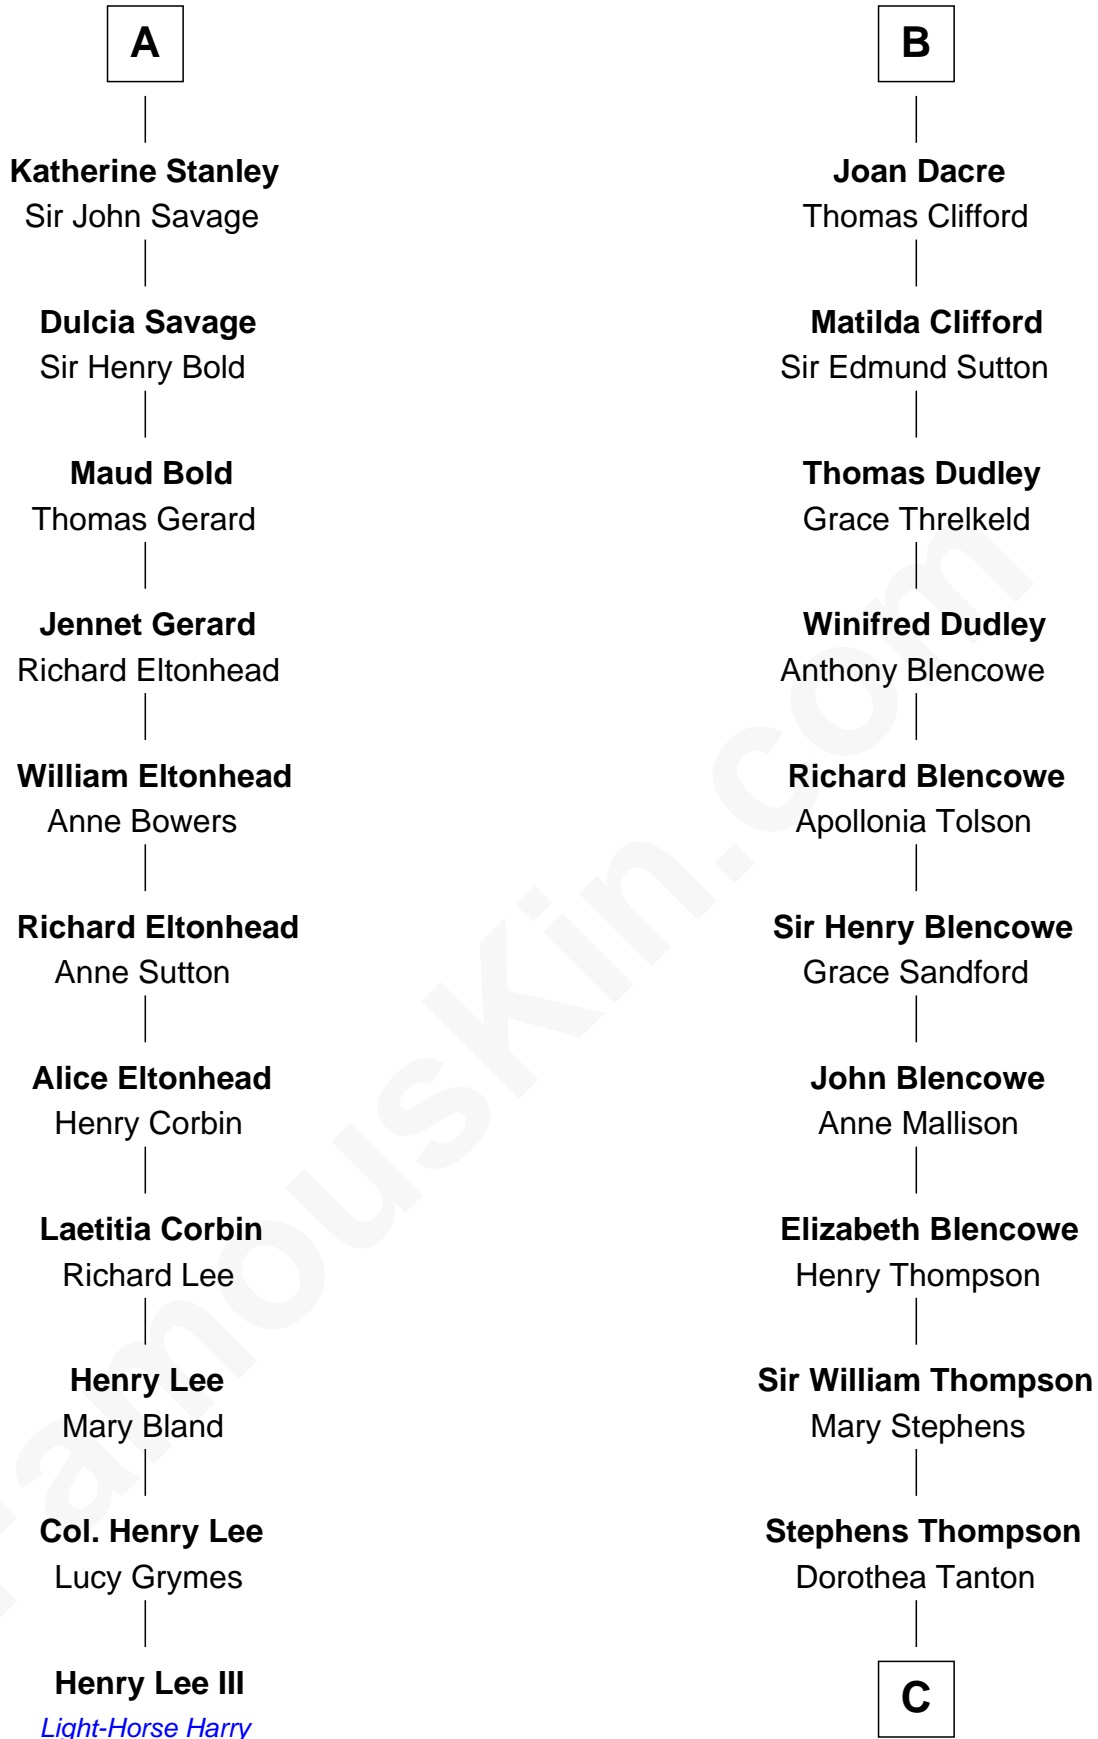 A
Katherine Stanley
Sir John Savage
Dulcia Savage
Sir Henry Bold
Maud Bold
Thomas Gerard
Jennet Gerard
Richard Eltonhead
William Eltonhead
Anne Bowers
Richard Eltonhead
Anne Sutton
Alice Eltonhead
Henry Corbin
Laetitia Corbin
Richard Lee
Henry Lee
Mary Bland
Col. Henry Lee
Lucy Grymes
Henry Lee III
Light-Horse Harry
B
Joan Dacre
Thomas Clifford
Matilda Clifford
Sir Edmund Sutton
Thomas Dudley
Grace Threlkeld
Winifred Dudley
Anthony Blencowe
Richard Blencowe
Apollonia Tolson
Sir Henry Blencowe
Grace Sandford
John Blencowe
Anne Mallison
Elizabeth Blencowe
Henry Thompson
Sir William Thompson
Mary Stephens
Stephens Thompson
Dorothea Tanton
C
FamousKin.com